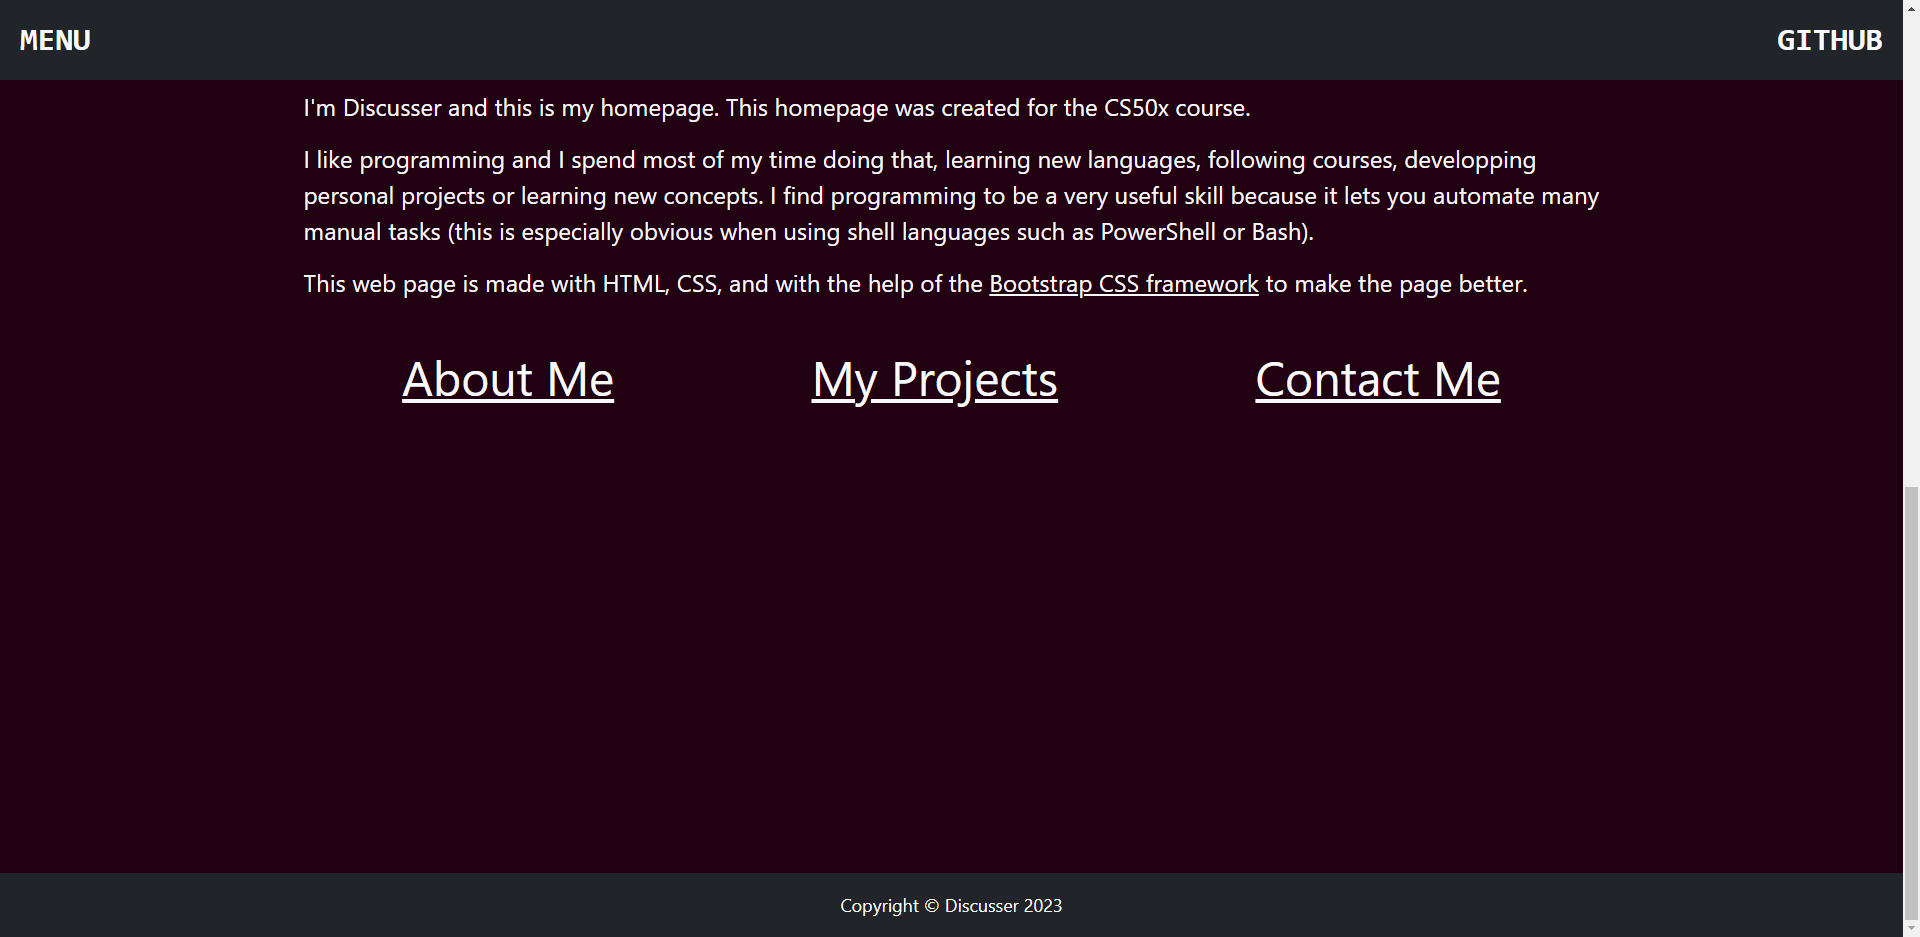 MENU
GITHUB
I'm Discusser and this is my homepage. This homepage was created for the CS50x course.
I like programming and I spend most of my time doing that, learning new languages, following courses, developping
personal projects or learning new concepts. I find programming to be a very useful skill because it lets you automate many
manual tasks (this is especially obvious when using shell languages such as PowerShell or Bash).
This web page is made with HTML, CSS, and with the help of the Bootstrap CSS framework to make the page better.
About Me
My Projects
Contact Me
Copyright © Discusser 2023